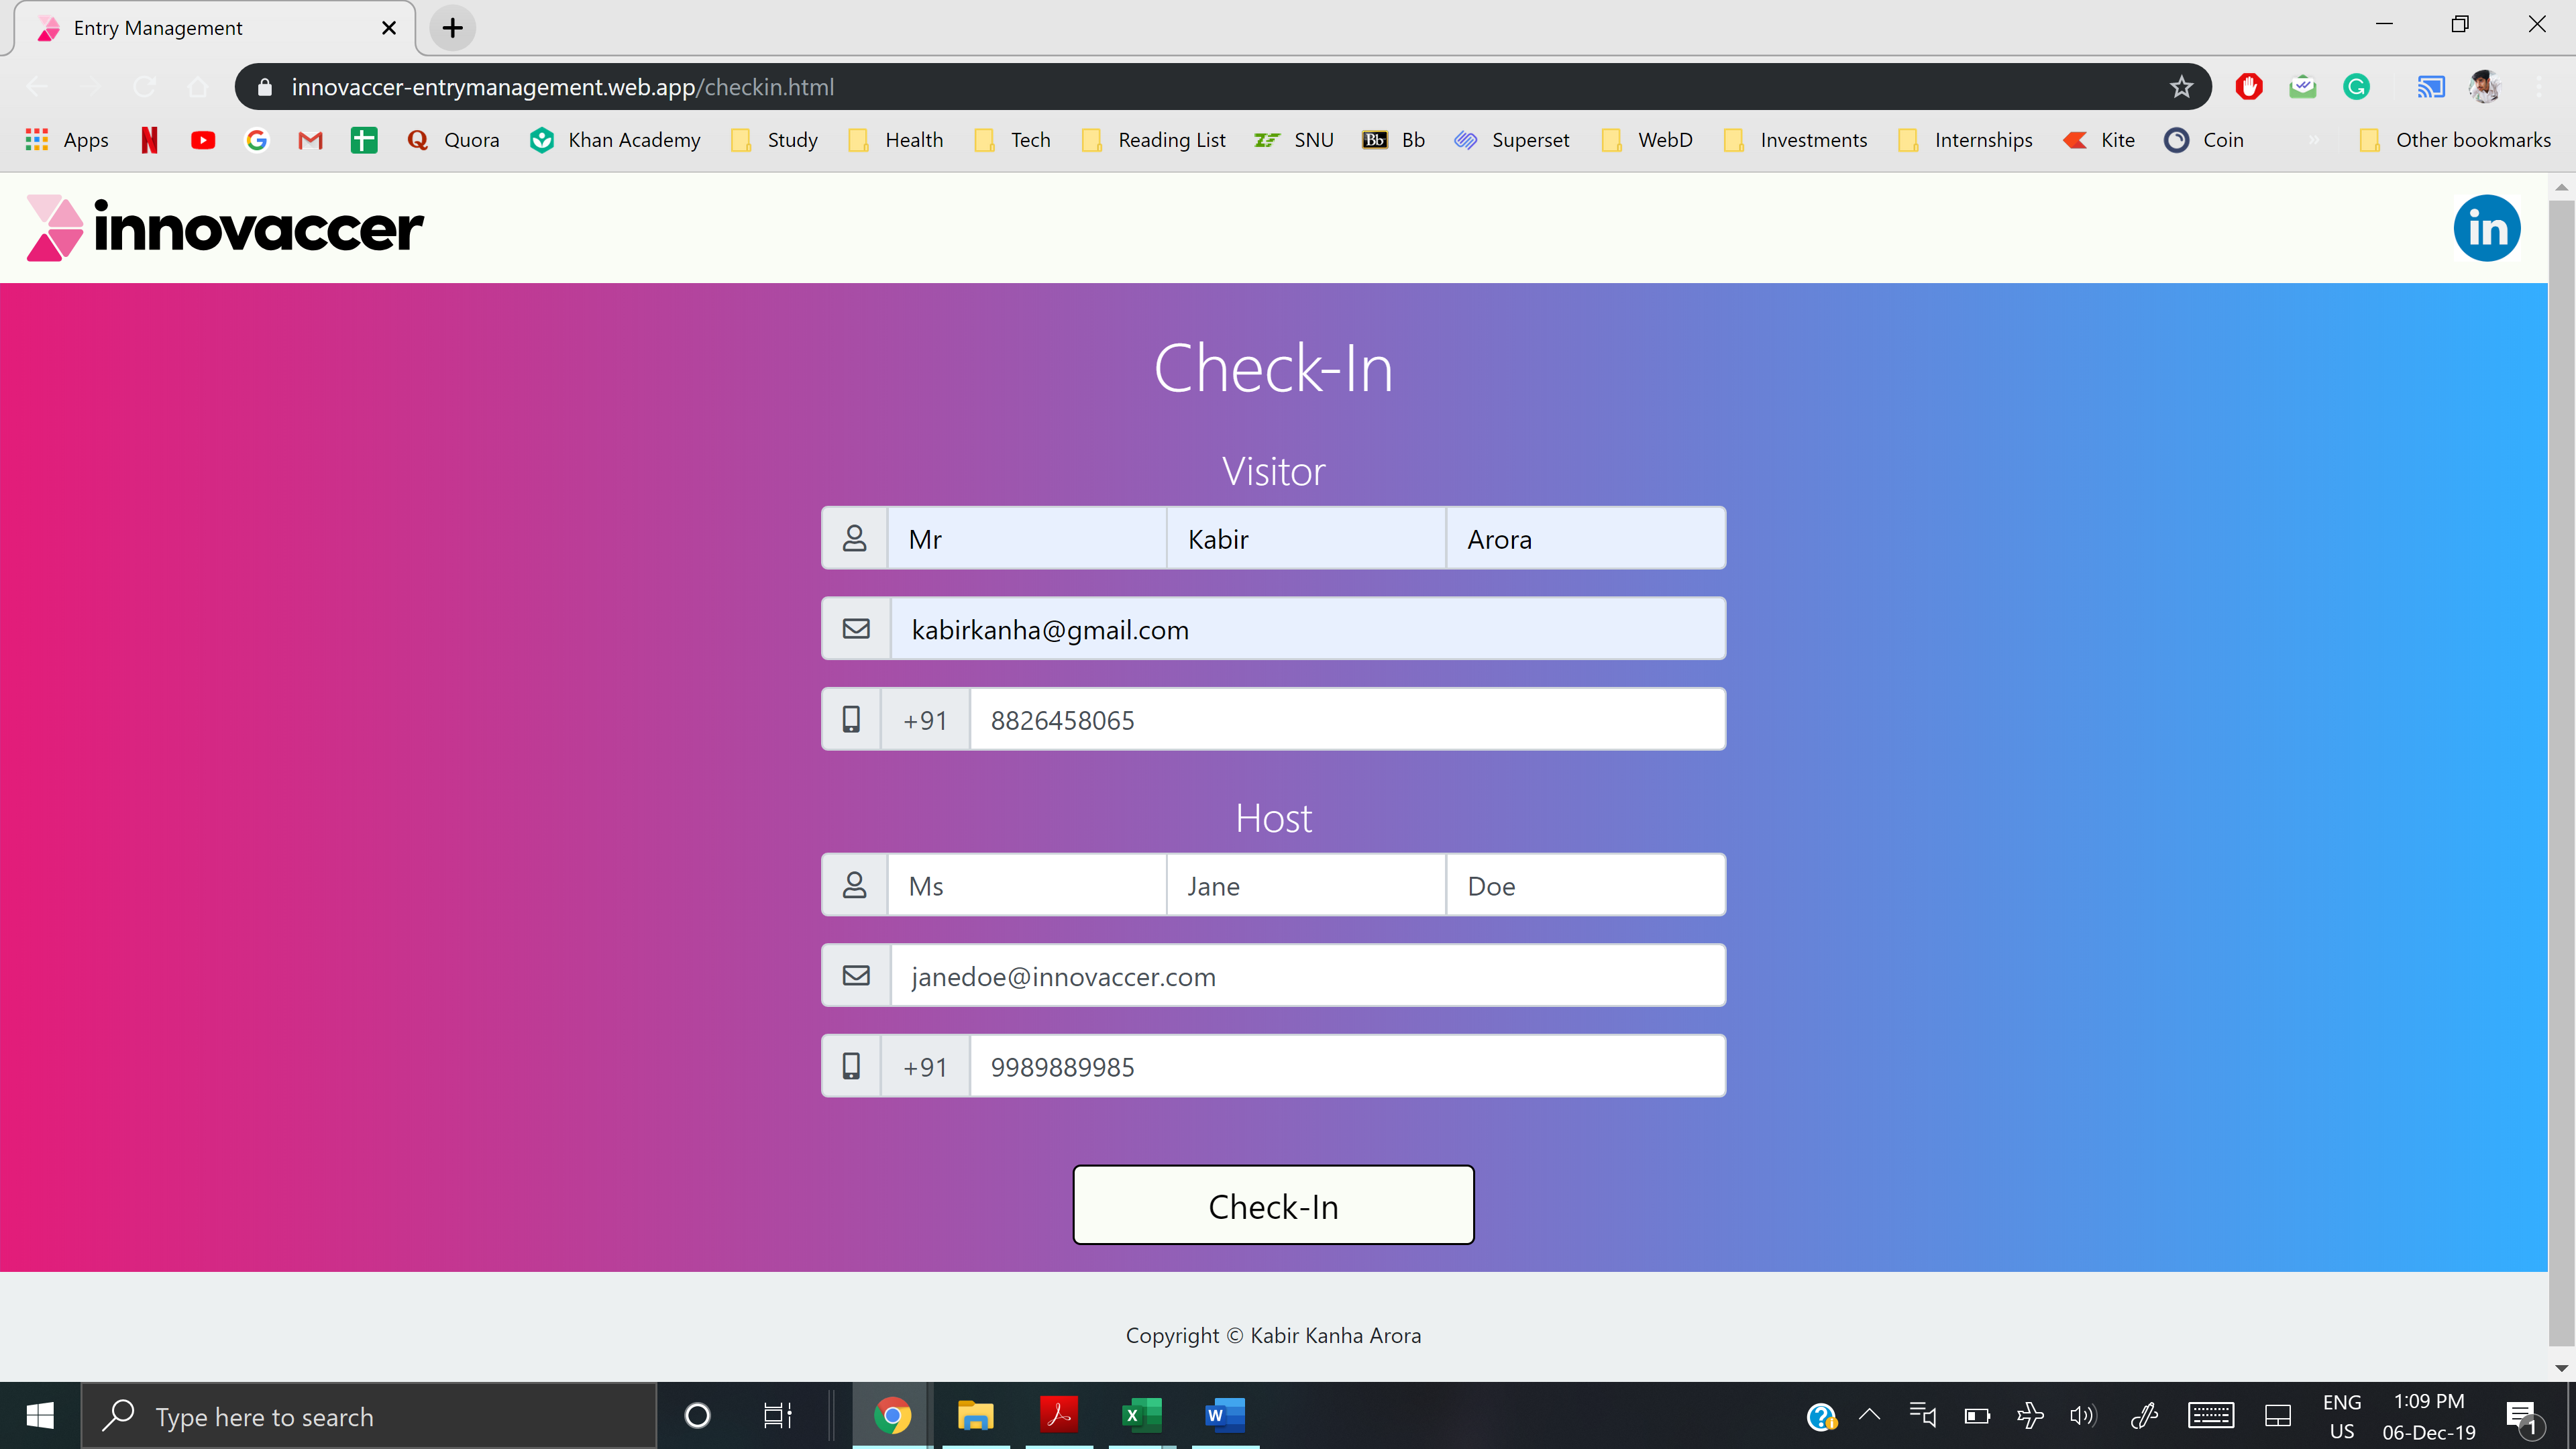 Entry Management
innovaccer-entrymanagement.web.app/checkin.html
Apps Quora Khan Academy Study Health Tech Reading List SNU Bb Bb Superset WebD Investments Internships Kite Coin » Other bookmarks
innovaccer
in
Check-In
Visitor
Mr Kabir Arora
kabirkanha@gmail.com
+91 8826458065
Host
Ms Jane Doe
janedoe@innovaccer.com
+91 9989889985
Check-In
Copyright © Kabir Kanha Arora
Type here to search
ENG 1:09 PM
US 06-Dec-19 1